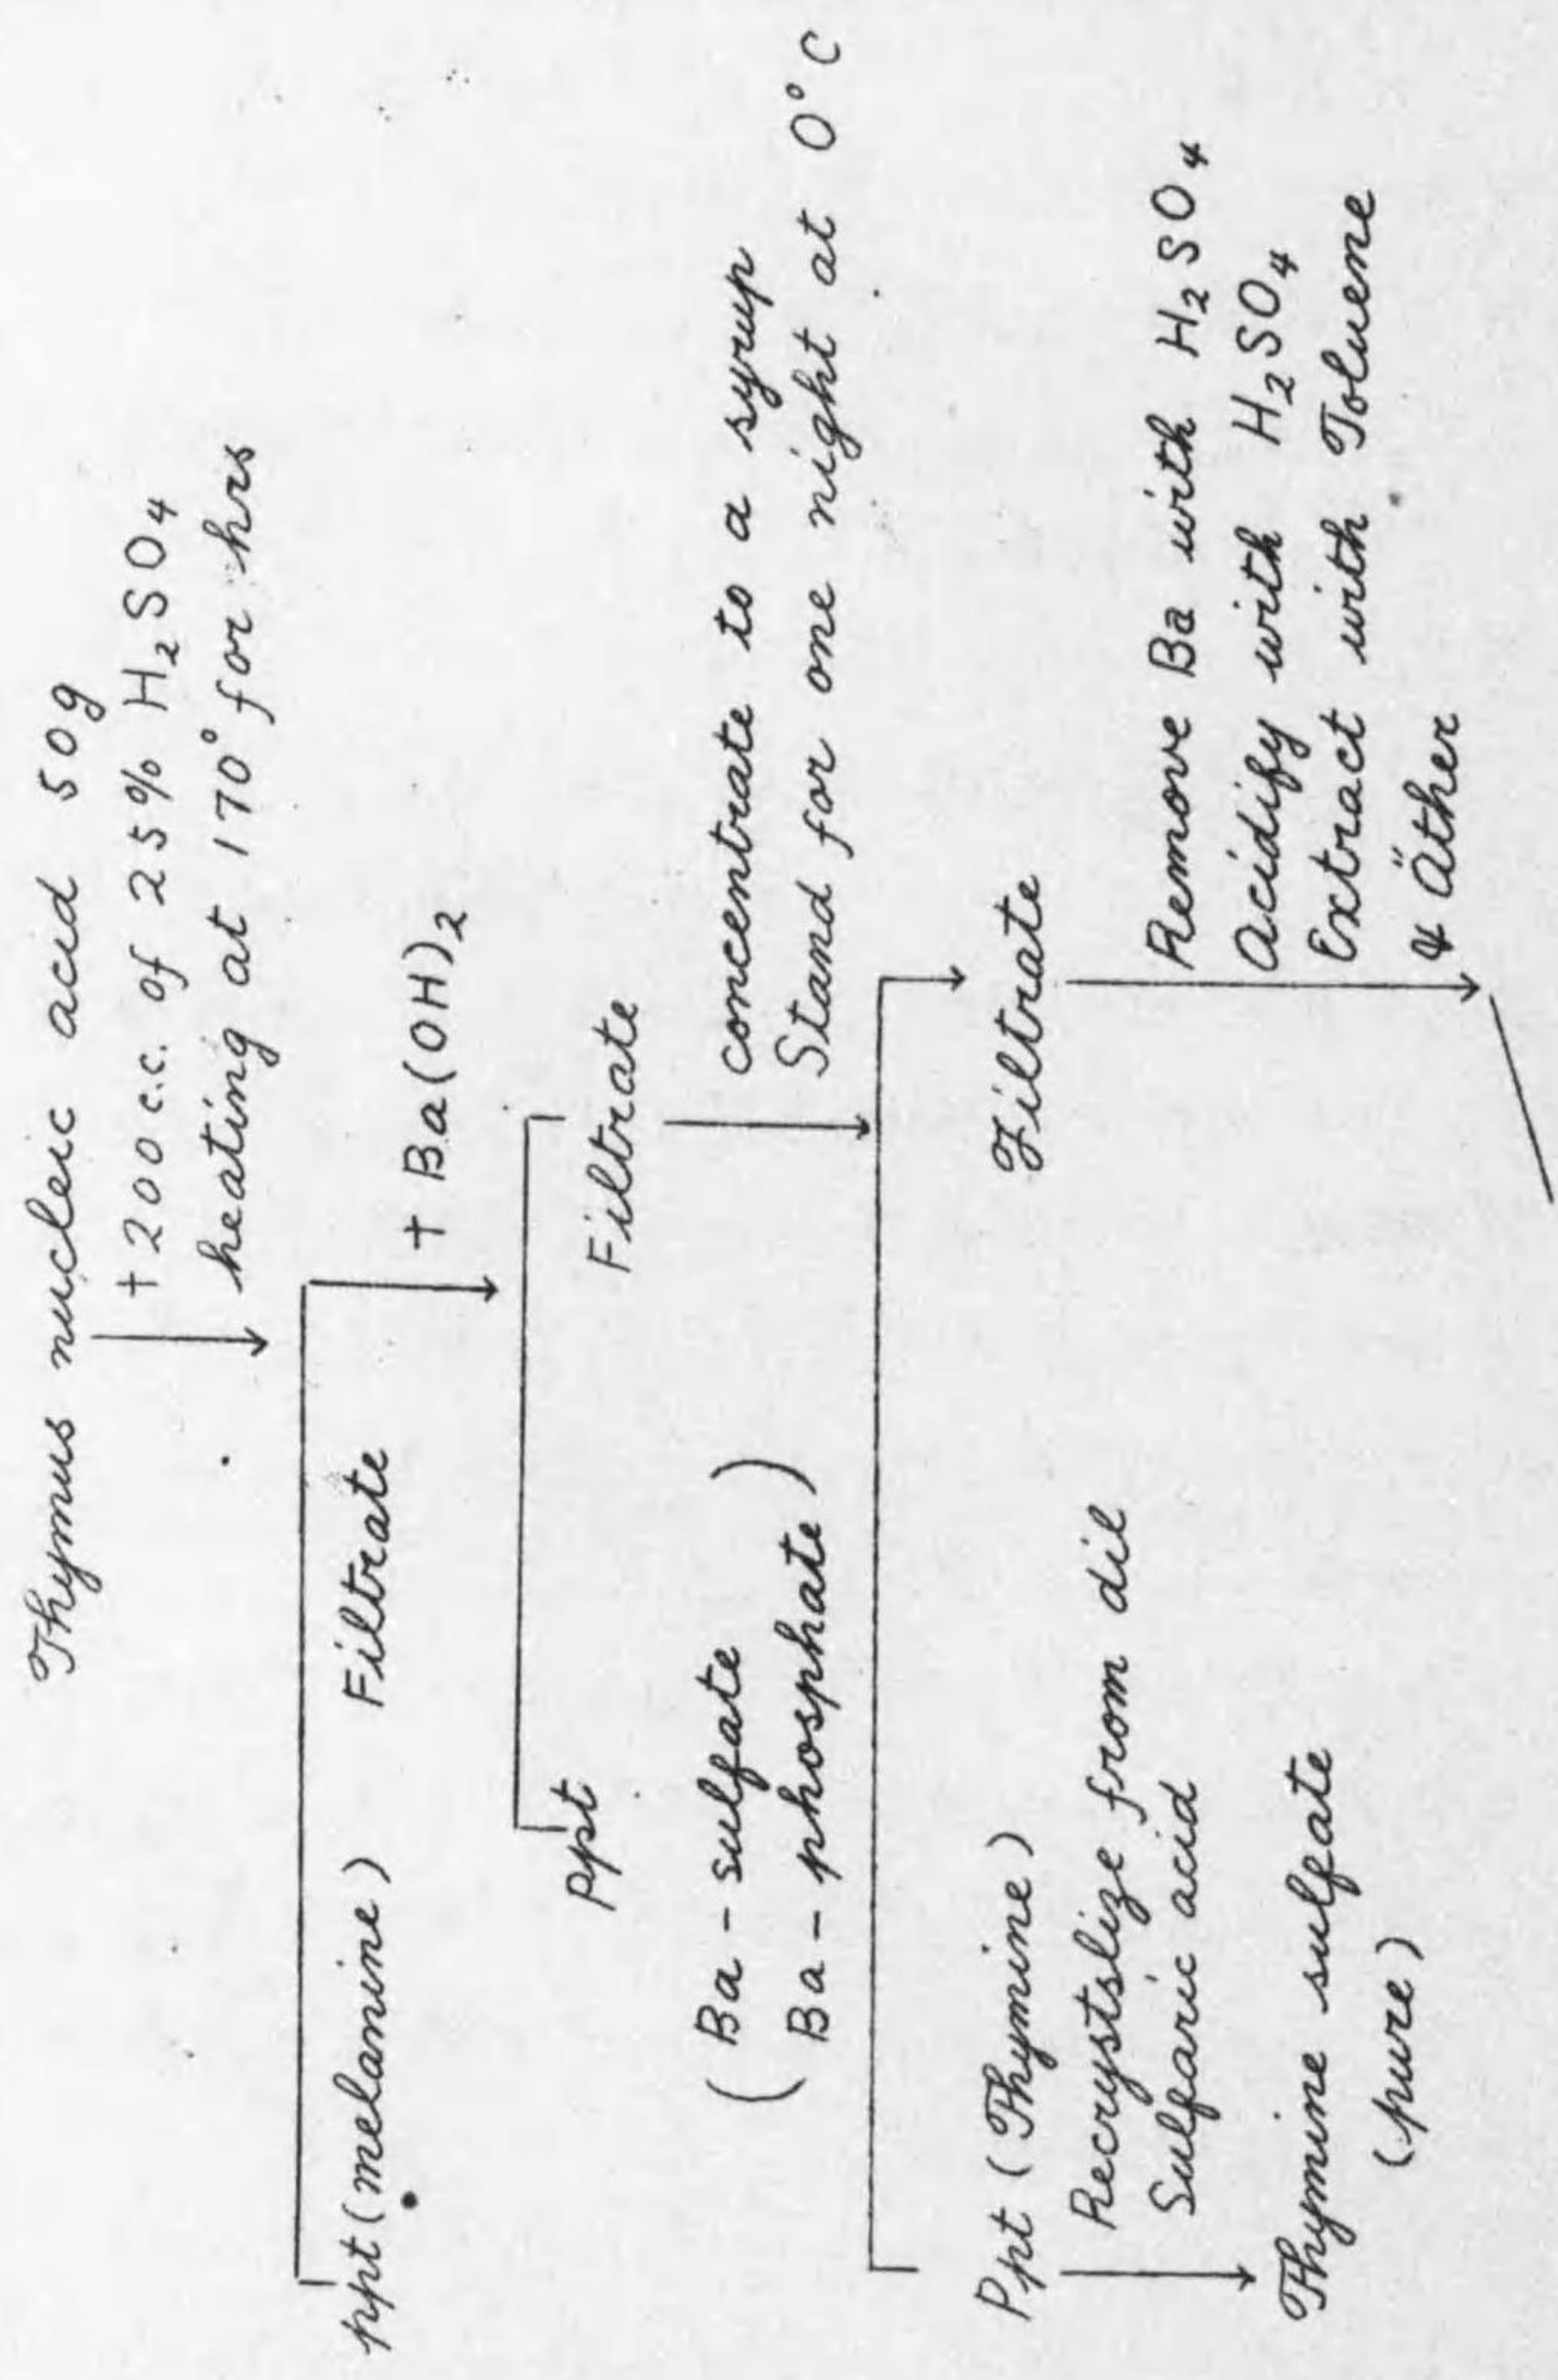 Thymus nucleic acid 50g
+ 200 c.c. of 25% H₂SO₄
heating at 170° for hrs
ppt (melanine) Filtrate
+ Ba(OH)₂
Ppt Filtrate
(Ba-sulfate
Ba-phosphate)
concentrate to a syrup
Stand for one night at 0°C
Ppt (Thymine) Filtrate
Recrystslize from dil
Sulfaric acid
Thymine sulfate
(pure)
Remove Ba with H₂SO₄
Acidify with H₂SO₄
Extract with Toluene
& Äther